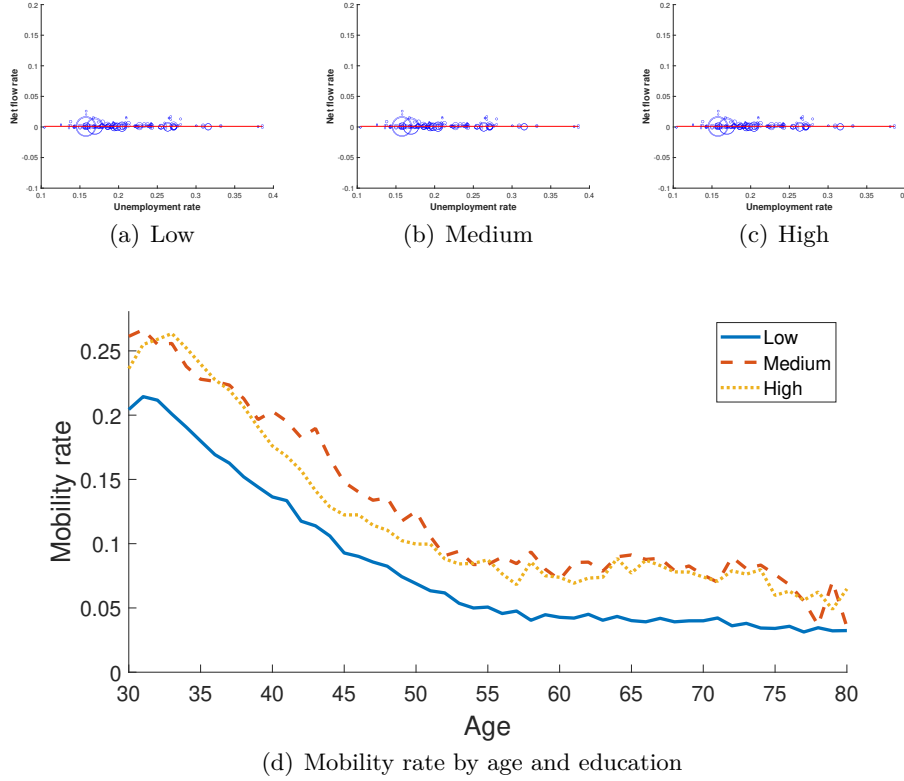 0.2
0.15
0.1
0.05
0
-0.05
-0.1
Net flow rate
0.1 0.15 0.2 0.25 0.3 0.35 0.4
Unemployment rate
(a) Low
0.2
0.15
0.1
0.05
0
-0.05
-0.1
Net flow rate
0.1 0.15 0.2 0.25 0.3 0.35 0.4
Unemployment rate
(b) Medium
0.2
0.15
0.1
0.05
0
-0.05
-0.1
Net flow rate
0.1 0.15 0.2 0.25 0.3 0.35
Unemployment rate
(c) High
0.25
0.2
0.15
0.1
0.05
0
Mobility rate
Low
Medium
High
30 35 40 45 50 55 60 65 70 75 80
Age
(d) Mobility rate by age and education